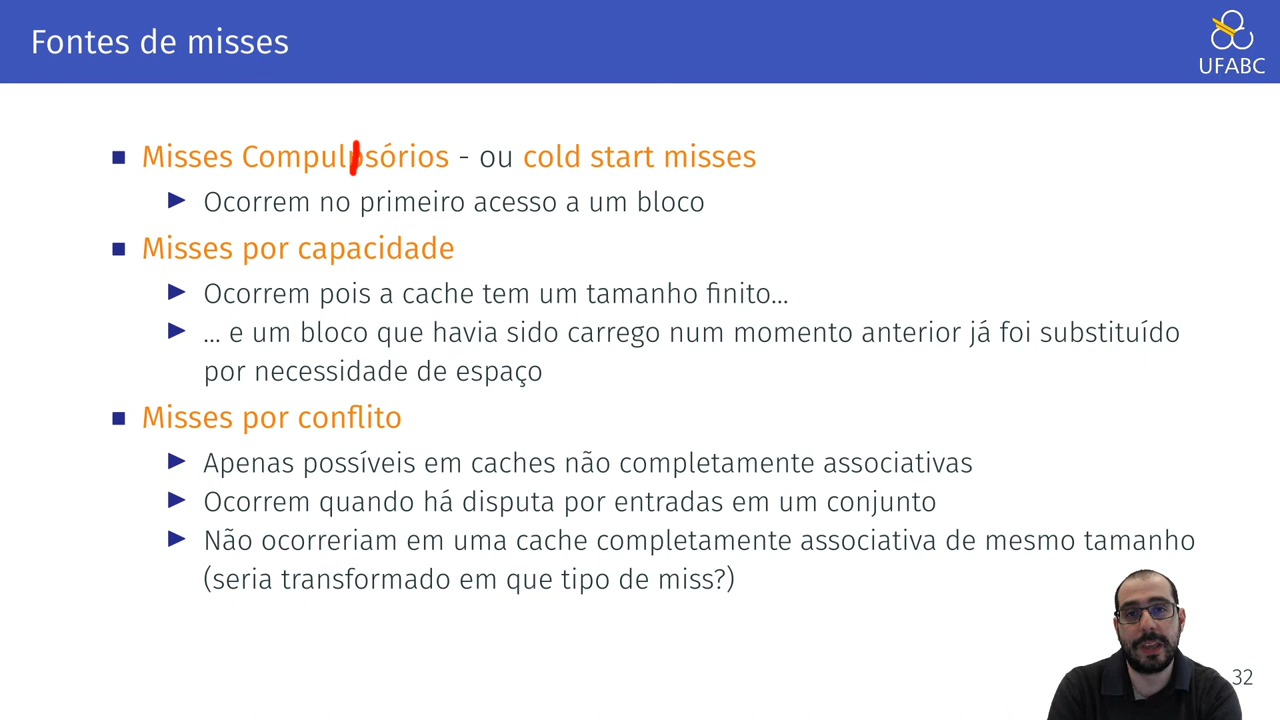 Fontes de misses
UFABC
Misses Compulpsórios - ou cold start misses
Ocorrem no primeiro acesso a um bloco
Misses por capacidade
Ocorrem pois a cache tem um tamanho finito...
... e um bloco que havia sido carrego num momento anterior já foi substituído
por necessidade de espaço
Misses por conflito
Apenas possíveis em caches não completamente associativas
Ocorrem quando há disputa por entradas em um conjunto
Não ocorreriam em uma cache completamente associativa de mesmo tamanho
(seria transformado em que tipo de miss?)
32